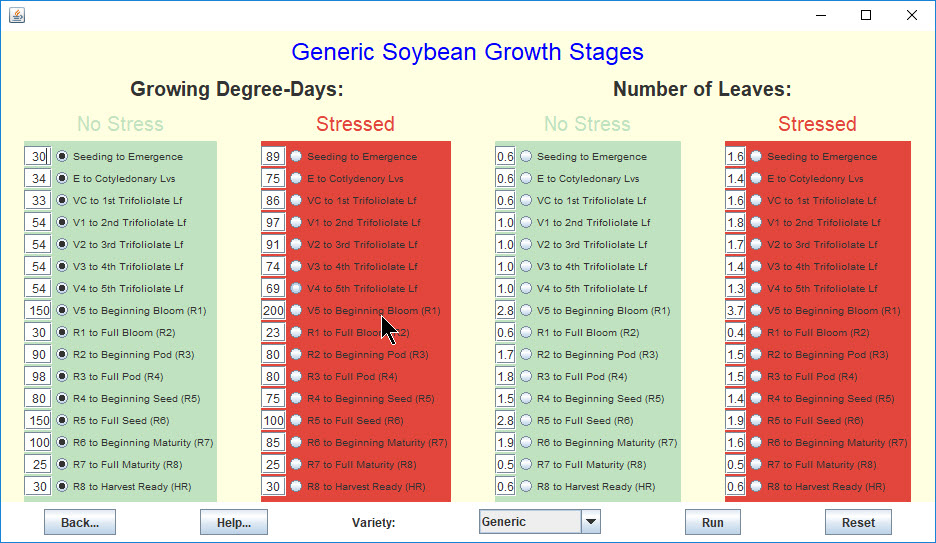 Generic Soybean Growth Stages
Growing Degree-Days: Number of Leaves:
No Stress Stressed No Stress Stressed
30 Seeding to Emergence 89 Seeding to Emergence 0.6 Seeding to Emergence 1.6 Seeding to Emergence
34 E to Cotyledonary Lvs 75 E to Cotlydenory Lvs 0.6 E to Cotyledonary Lvs 1.4 E to Cotyledonry Lvs
33 VC to 1st Trifoliolate Lf 86 VC to 1st Trifoliolate Lf 0.6 VC to 1st Trifoliolate Lf 1.6 VC to 1st Trifoliolate Lf
54 V1 to 2nd Trifoliolate Lf 97 V1 to 2nd Trifoliolate Lf 1.0 V1 to 2nd Trifoliolate Lf 1.8 V1 to 2nd Trifoliolate Lf
54 V2 to 3rd Trifoliolate Lf 91 V2 to 3rd Trifoliolate Lf 1.0 V2 to 3rd Trifoliolate Lf 1.7 V2 to 3rd Trifoliolate Lf
54 V3 to 4th Trifoliolate Lf 74 V3 to 4th Trifoliolate Lf 1.0 V3 to 4th Trifoliolate Lf 1.4 V3 to 4th Trifoliolate Lf
54 V4 to 5th Trifoliolate Lf 69 V4 to 5th Trifoliolate Lf 1.0 V4 to 5th Trifoliolate Lf 1.3 V4 to 5th Trifoliolate Lf
150 V5 to Beginning Bloom (R1) 200 V5 to Beginning Bloom (R1) 2.8 V5 to Beginning Bloom (R1) 3.7 V5 to Beginning Bloom (R1)
30 R1 to Full Bloom (R2) 23 R1 to Full Bloom (R2) 0.6 R1 to Full Bloom (R2) 0.4 R1 to Full Bloom (R2)
90 R2 to Beginning Pod (R3) 80 R2 to Beginning Pod (R3) 1.7 R2 to Beginning Pod (R3) 1.5 R2 to Beginning Pod (R3)
98 R3 to Full Pod (R4) 80 R3 to Full Pod (R4) 1.8 R3 to Full Pod (R4) 1.5 R3 to Full Pod (R4)
80 R4 to Beginning Seed (R5) 75 R4 to Beginning Seed (R5) 1.5 R4 to Beginning Seed (R5) 1.4 R4 to Beginning Seed (R5)
150 R5 to Full Seed (R6) 100 R5 to Full Seed (R6) 2.8 R5 to Full Seed (R6) 1.9 R5 to Full Seed (R6)
100 R6 to Beginning Maturity (R7) 85 R6 to Beginning Maturity (R7) 1.9 R6 to Beginning Maturity (R7) 1.6 R6 to Beginning Maturity (R7)
25 R7 to Full Maturity (R8) 25 R7 to Full Maturity (R8) 0.5 R7 to Full Maturity (R8) 0.5 R7 to Full Maturity (R8)
30 R8 to Harvest Ready (HR) 30 R8 to Harvest Ready (HR) 0.6 R8 to Harvest Ready (HR) 0.6 R8 to Harvest Ready (HR)
Back... Help... Variety: Generic Run Reset